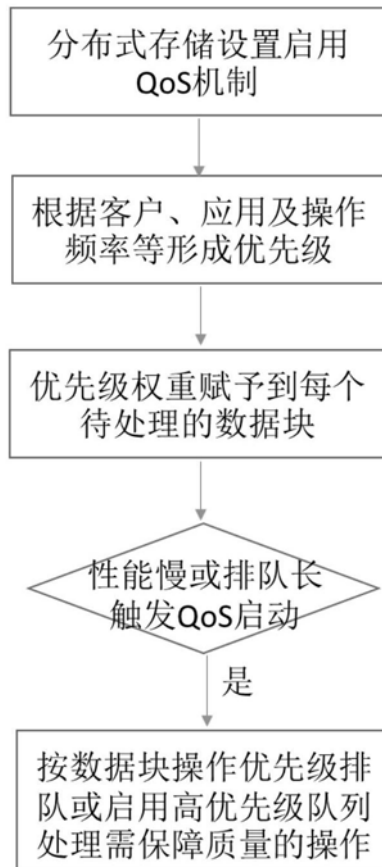 分布式存储设置启用
QoS机制
根据客户、应用及操作
频率等形成优先级
优先级权重赋予到每个
待处理的数据块
性能慢或排队长
触发QoS启动
是
按数据块操作优先级排
队或启用高优先级队列
处理需保障质量的操作